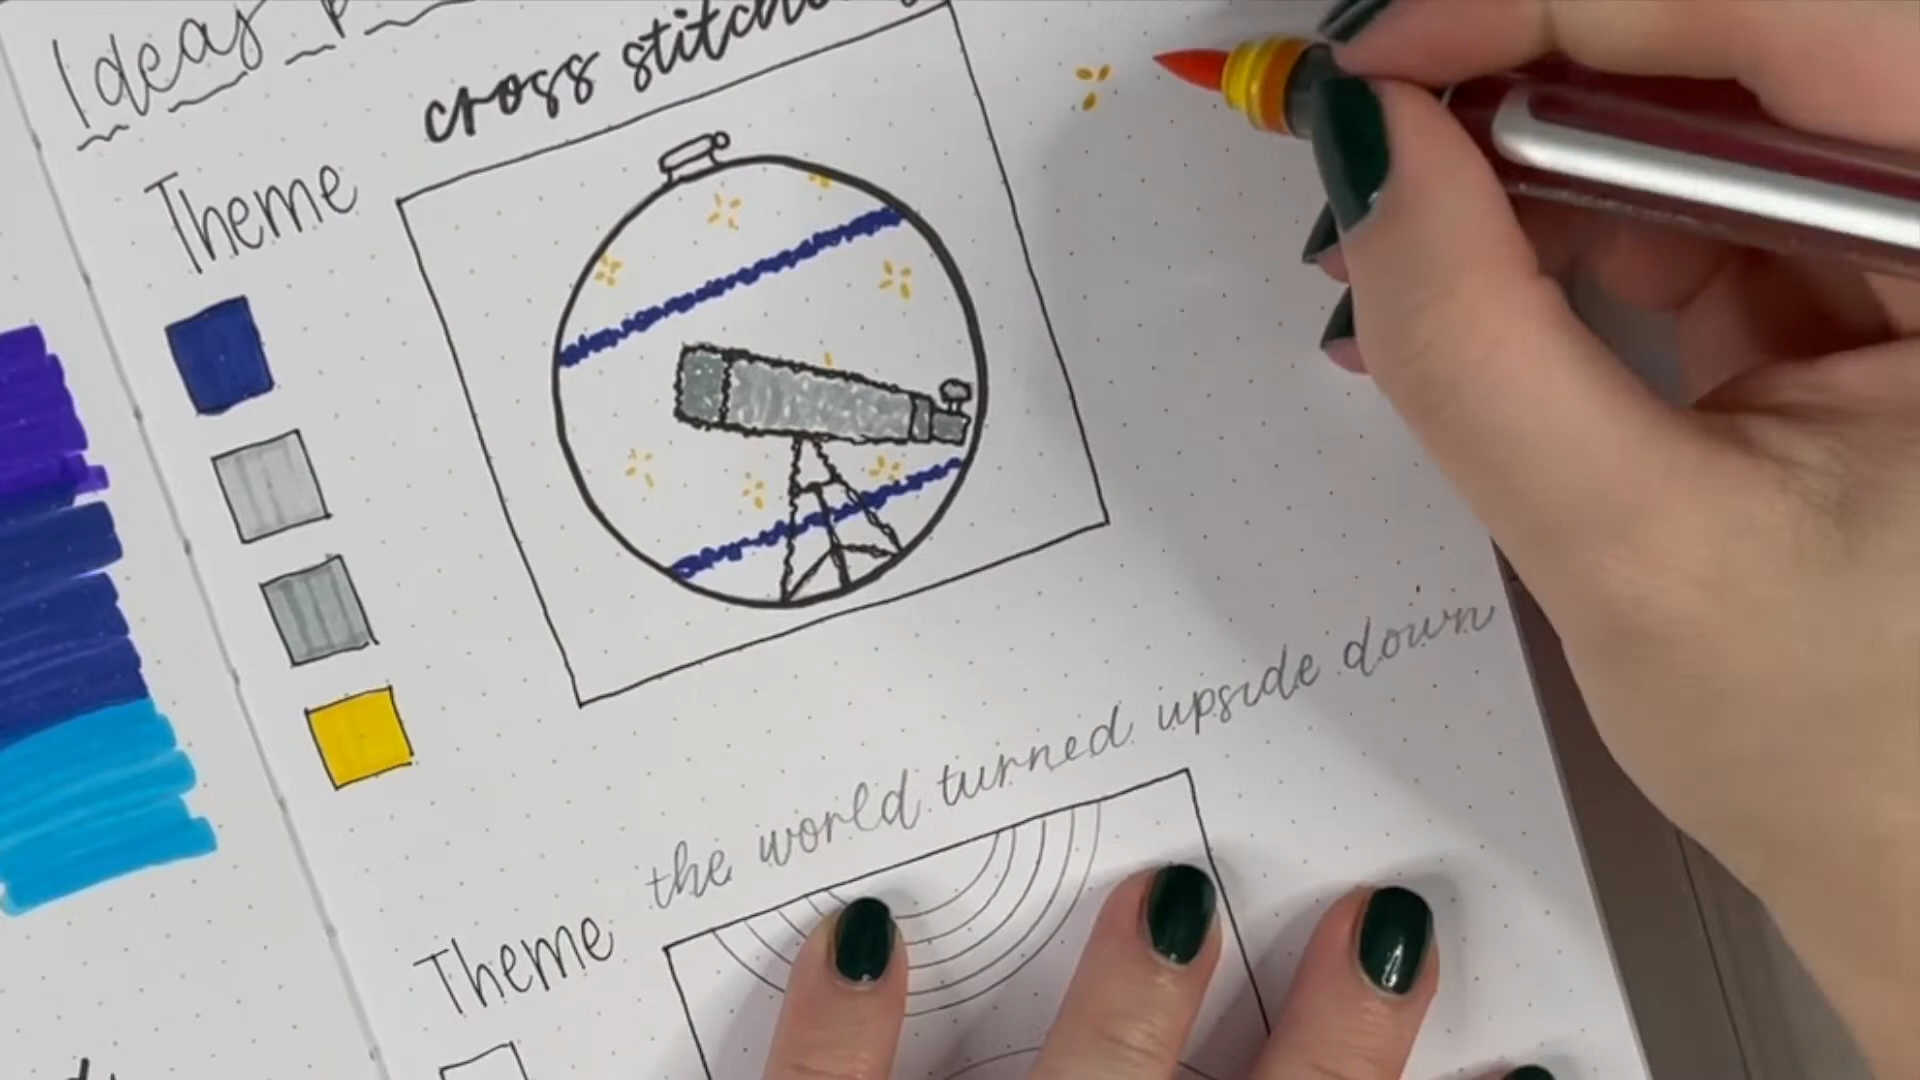 Ideas
cross stitch
Theme
the world turned upside down
Theme